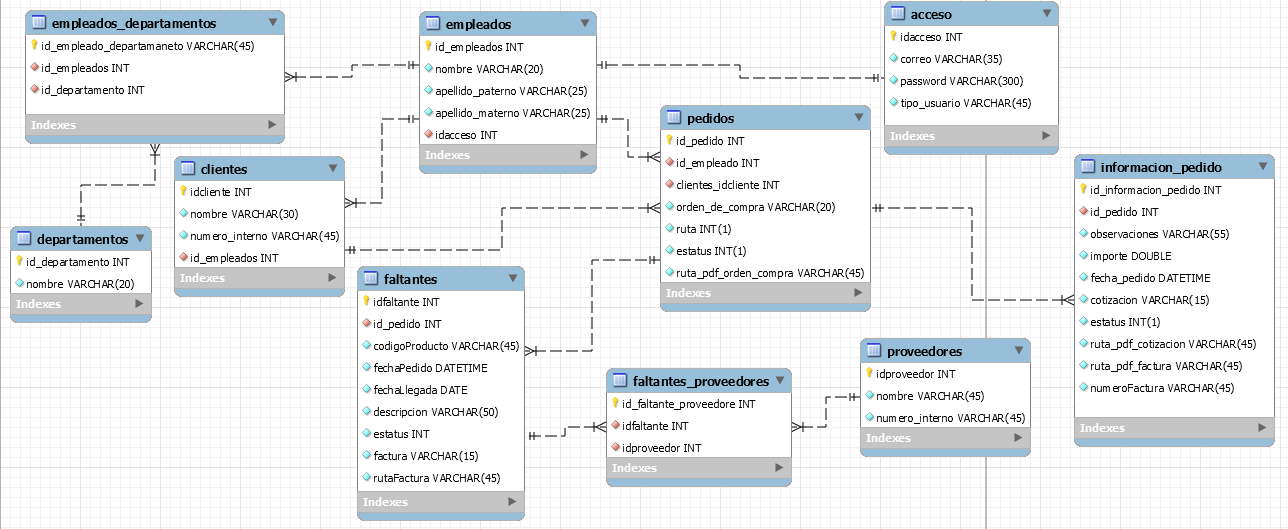 empleados_departamentos
id_empleado_departamaneto VARCHAR(45)
id_empleados INT
id_departamento INT
Indexes
empleados
id_empleados INT
nombre VARCHAR(20)
apellido_paterno VARCHAR(25)
apellido_materno VARCHAR(25)
idacceso INT
Indexes
acceso
idacceso INT
correo VARCHAR(35)
password VARCHAR(300)
tipo_usuario VARCHAR(45)
Indexes
clientes
idcliente INT
nombre VARCHAR(30)
numero_interno VARCHAR(45)
id_empleados INT
Indexes
pedidos
id_pedido INT
id_empleado INT
clientes_idcliente INT
orden_de_compra VARCHAR(20)
ruta INT(1)
estatus INT(1)
ruta_pdf_orden_compra VARCHAR(45)
Indexes
informacion_pedido
id_informacion_pedido INT
id_pedido INT
observaciones VARCHAR(55)
importe DOUBLE
fecha_pedido DATETIME
cotizacion VARCHAR(15)
estatus INT(1)
ruta_pdf_cotizacion VARCHAR(45)
ruta_pdf_factura VARCHAR(45)
numeroFactura VARCHAR(45)
Indexes
departamentos
id_departamento INT
nombre VARCHAR(20)
Indexes
faltantes
idfaltante INT
id_pedido INT
codigoProducto VARCHAR(45)
fechaPedido DATETIME
fechaLlegada DATE
descripcion VARCHAR(50)
estatus INT
factura VARCHAR(15)
rutaFactura VARCHAR(45)
Indexes
faltantes_proveedores
id_faltante_proveedore INT
idfaltante INT
idproveedor INT
Indexes
proveedores
idproveedor INT
nombre VARCHAR(45)
numero_interno VARCHAR(45)
Indexes